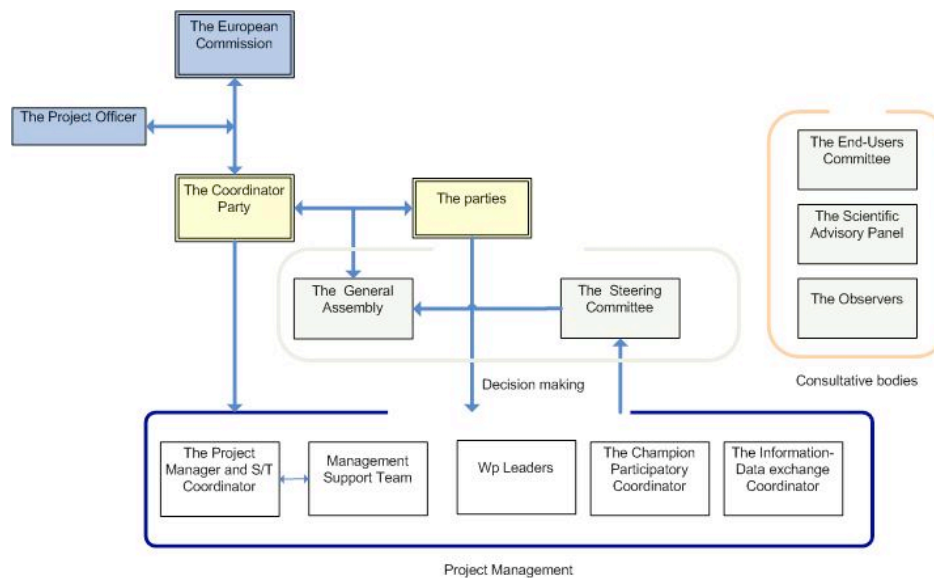 The European
Commission
The Project Officer
The Coordinator
Party
The parties
The End-Users
Committee
The Scientific
Advisory Panel
The Observers
Consultative bodies
The General
Assembly
The Steering
Committee
Decision making
The Project
Manager and S/T
Coordinator
Management
Support Team
Wp Leaders
The Champion
Participatory
Coordinator
The Information-
Data exchange
Coordinator
Project Management